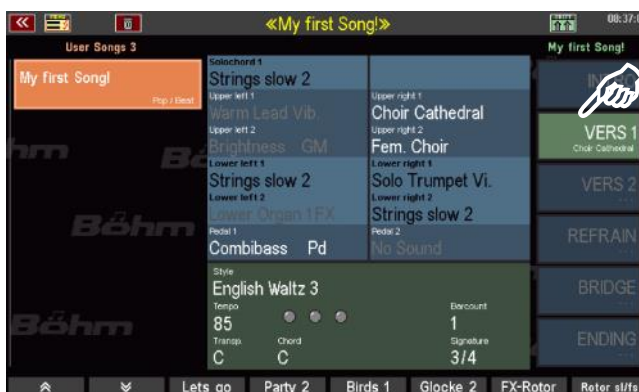 «My first Song!»
08:37:
User Songs 3
My first Song!
My first Song!
Pop / Beat
Solochord 1
Strings slow 2
Upper left 1
Warm Lead Vib.
Upper right 1
Choir Cathedral
Upper left 2
Brightness GM
Upper right 2
Fem. Choir
Lower left 1
Strings slow 2
Lower right 1
Solo Trumpet Vi.
Lower left 2
Lower Organ 1FX
Lower right 2
Strings slow 2
Pedal 1
Combibass Pd
Pedal 2
No Sound
Style
English Waltz 3
Tempo
85
Barcount
1
Transp.
C
Chord
C
Signature
3/4
VERS 1
Choir Cathedral
VERS 2
REFRAIN
BRIDGE
ENDING
Böhm
Böhm
Lets go
Party 2
Birds 1
Glocke 2
FX-Rotor
Rotor sl/fs